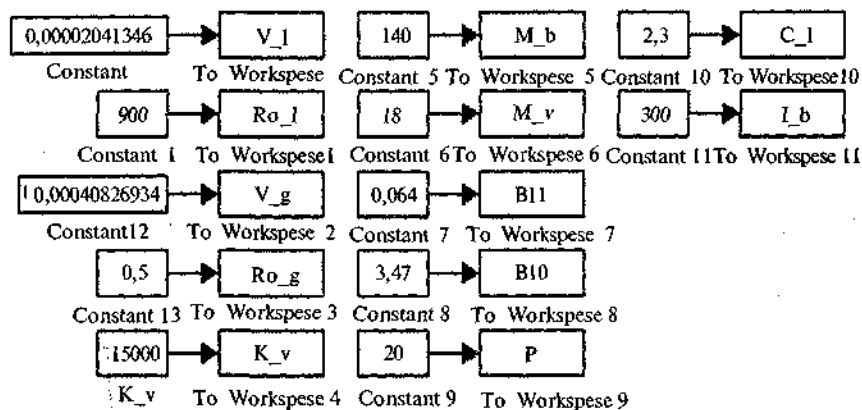 0,00002041346 V_l 140 M_b 2,3 C_l
Constant To Workspese Constant 5 To Workspese 5 Constant 10 To Workspese10
900 Ro_l 18 M_v 300 I_b
Constant 1 To Workspese1 Constant 6 To Workspese 6 Constant 11 To Workspese 11
0,00040826934 V_g 0,064 B11
Constant12 To Workspese 2 Constant 7 To Workspese 7
0,5 Ro_g 3,47 B10
Constant 13 To Workspese 3 Constant 8 To Workspese 8
15000 K_v 20 P
K_v To Workspese 4 Constant 9 To Workspese 9